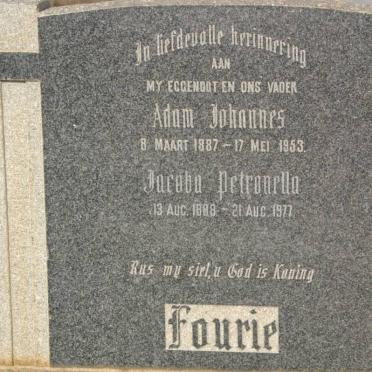 In liefdevolle herinnering
AAN
MY EGGENOOT EN ONS VADER
Adam Johannes
8 MAART 1887 – 17 MEI 1953.
Jacoba Petronella
13 AUG. 1888 – 21 AUG. 1977
Rus my siel, u God is Koning
Fourie